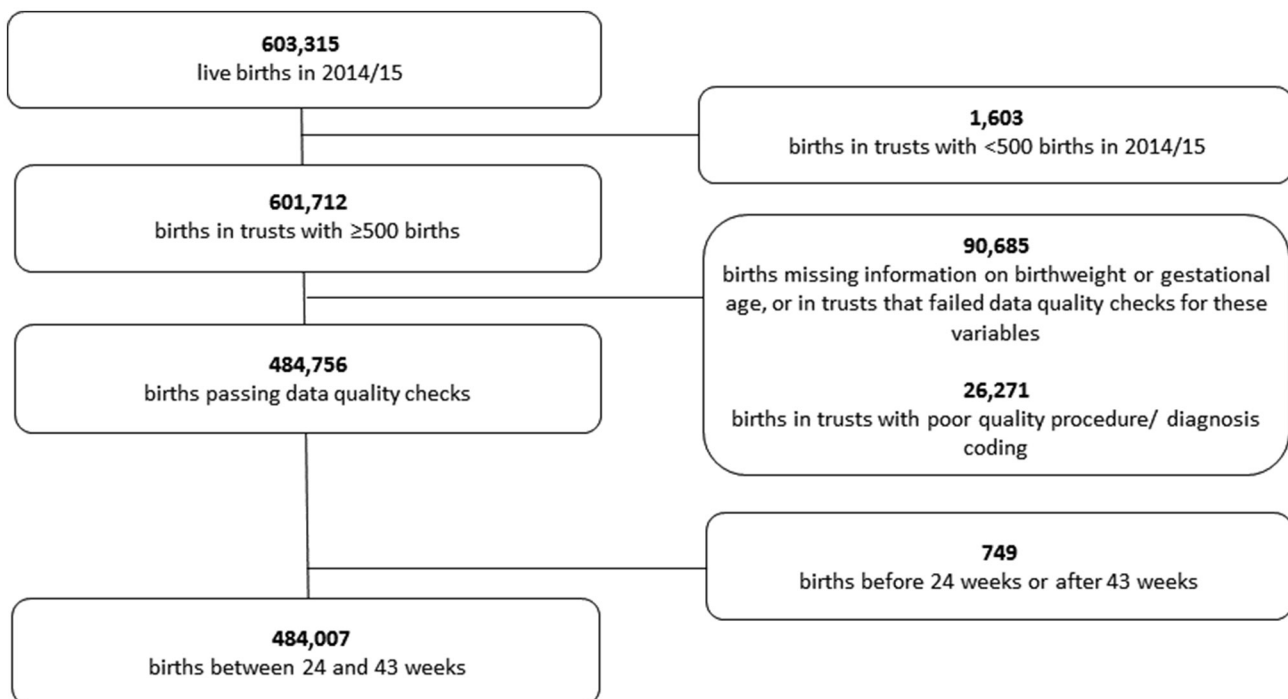 603,315
live births in 2014/15
1,603
births in trusts with <500 births in 2014/15
601,712
births in trusts with ≥500 births
90,685
births missing information on birthweight or gestational
age, or in trusts that failed data quality checks for these
variables
26,271
births in trusts with poor quality procedure/ diagnosis
coding
484,756
births passing data quality checks
749
births before 24 weeks or after 43 weeks
484,007
births between 24 and 43 weeks